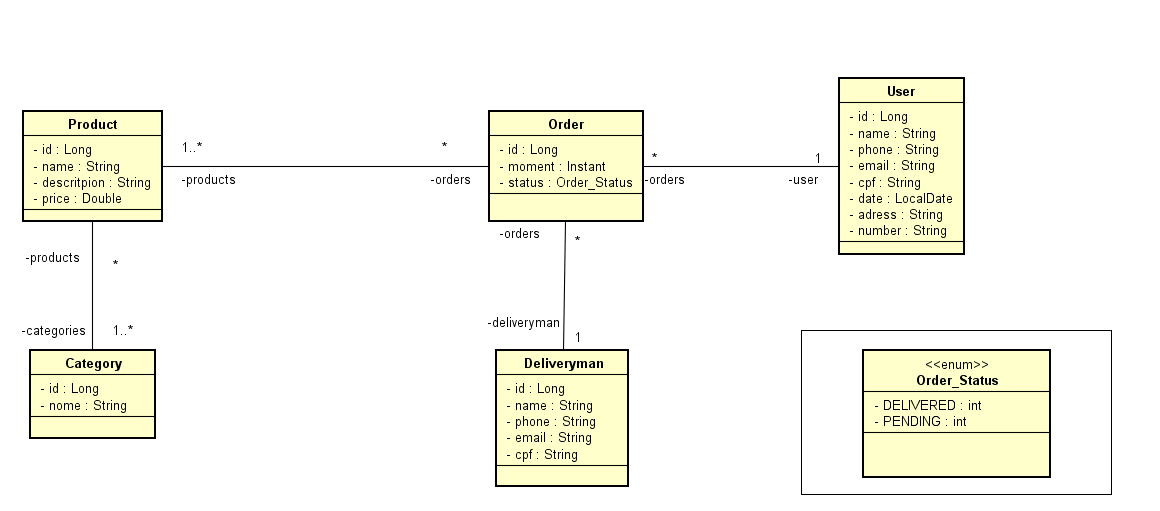 Product
- id : Long
- name : String
- descritpion : String
- price : Double
1..*
-products
*
-orders
Order
- id : Long
- moment : Instant
- status : Order_Status
*
-orders
1
-user
User
- id : Long
- name : String
- phone : String
- email : String
- cpf : String
- date : LocalDate
- adress : String
- number : String
-products
*
-categories
1..*
Category
- id : Long
- nome : String
-orders
*
-deliveryman
1
Deliveryman
- id : Long
- name : String
- phone : String
- email : String
- cpf : String
<<enum>>
Order_Status
- DELIVERED : int
- PENDING : int